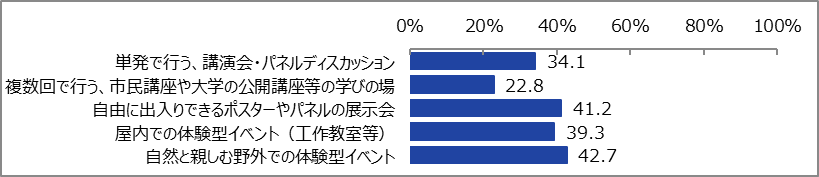 0% 20% 40% 60% 80% 100%
単発で行う、講演会・パネルディスカッション 34.1
複数回で行う、市民講座や大学の公開講座等の学びの場 22.8
自由に出入りできるポスターやパネルの展示会 41.2
屋内での体験型イベント（工作教室等） 39.3
自然と親しむ野外での体験型イベント 42.7